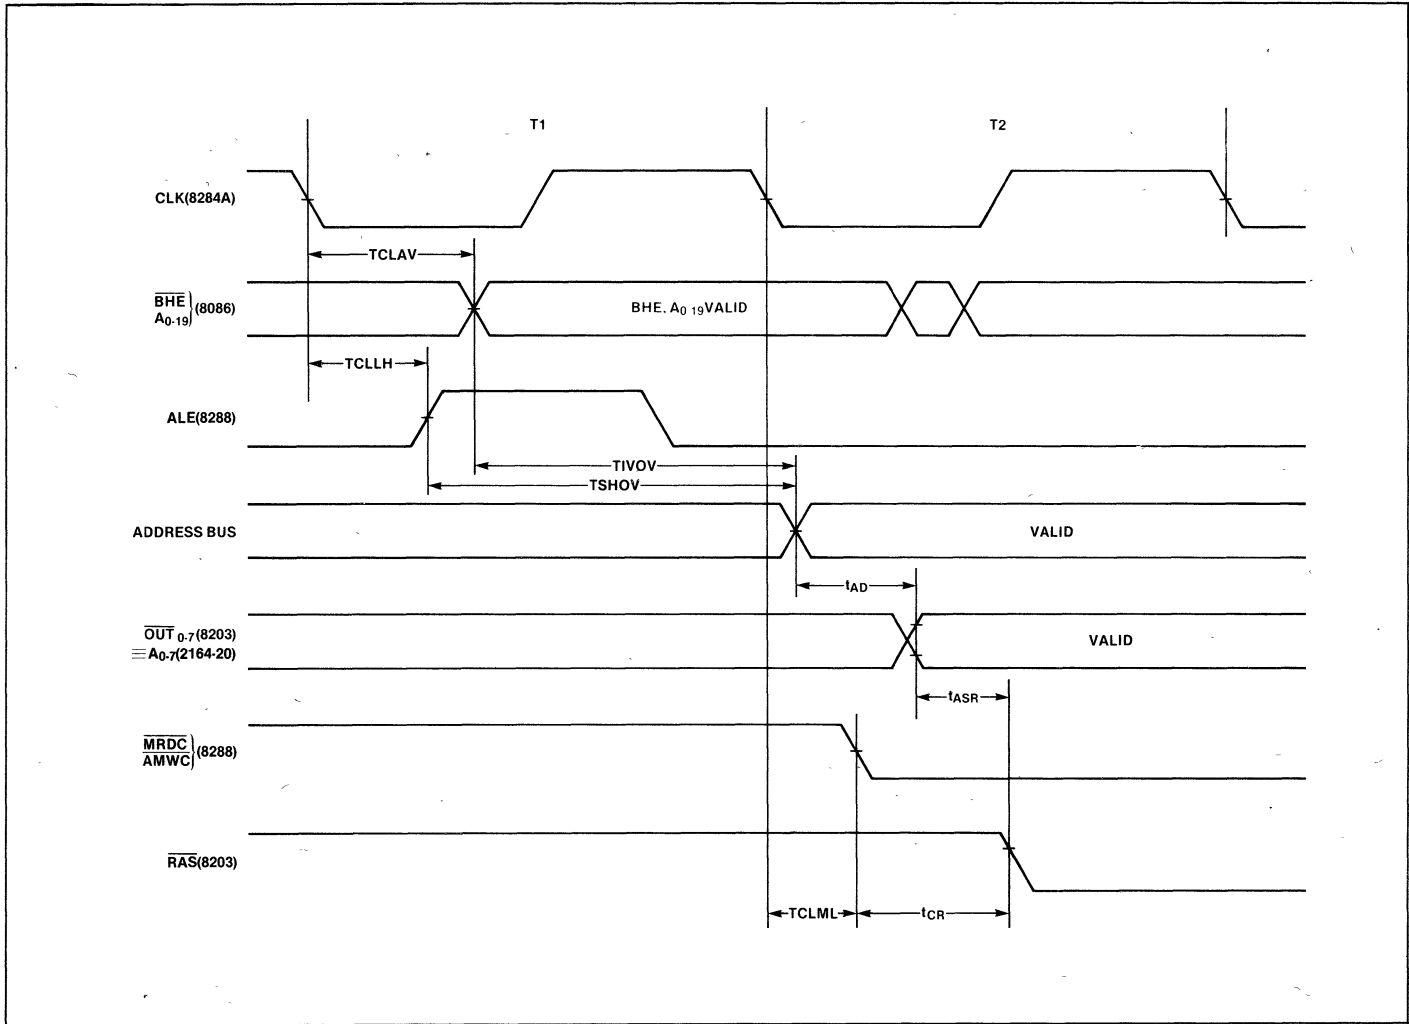 T1 T2
CLK(8284A)
TCLAV
BHE
A0-19 }(8086)
BHE. A0 19VALID
TCLLH
ALE(8288)
TIVOV
TSHOV
ADDRESS BUS
VALID
tAD
OUT 0-7(8203)
≡A0-7(2164-20)
VALID
tASR
MRDC
AMWC }(8288)
RAS(8203)
TCLML tCR